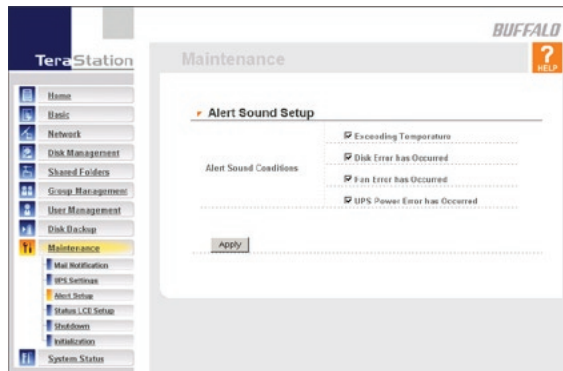 BUFFALO
TeraStation
Maintenance
?
HELP
Home
Basic
Network
Disk Management
Shared Folders
Group Management
User Management
Disk Backup
Maintenance
Mail Notification
UPS Settings
Alert Setup
Status LCD Setup
Shutdown
Initialization
System Status
Alert Sound Setup
Alert Sound Conditions
Exceeding Temperature
Disk Error has Occurred
Fan Error has Occurred
UPS Power Error has Occurred
Apply